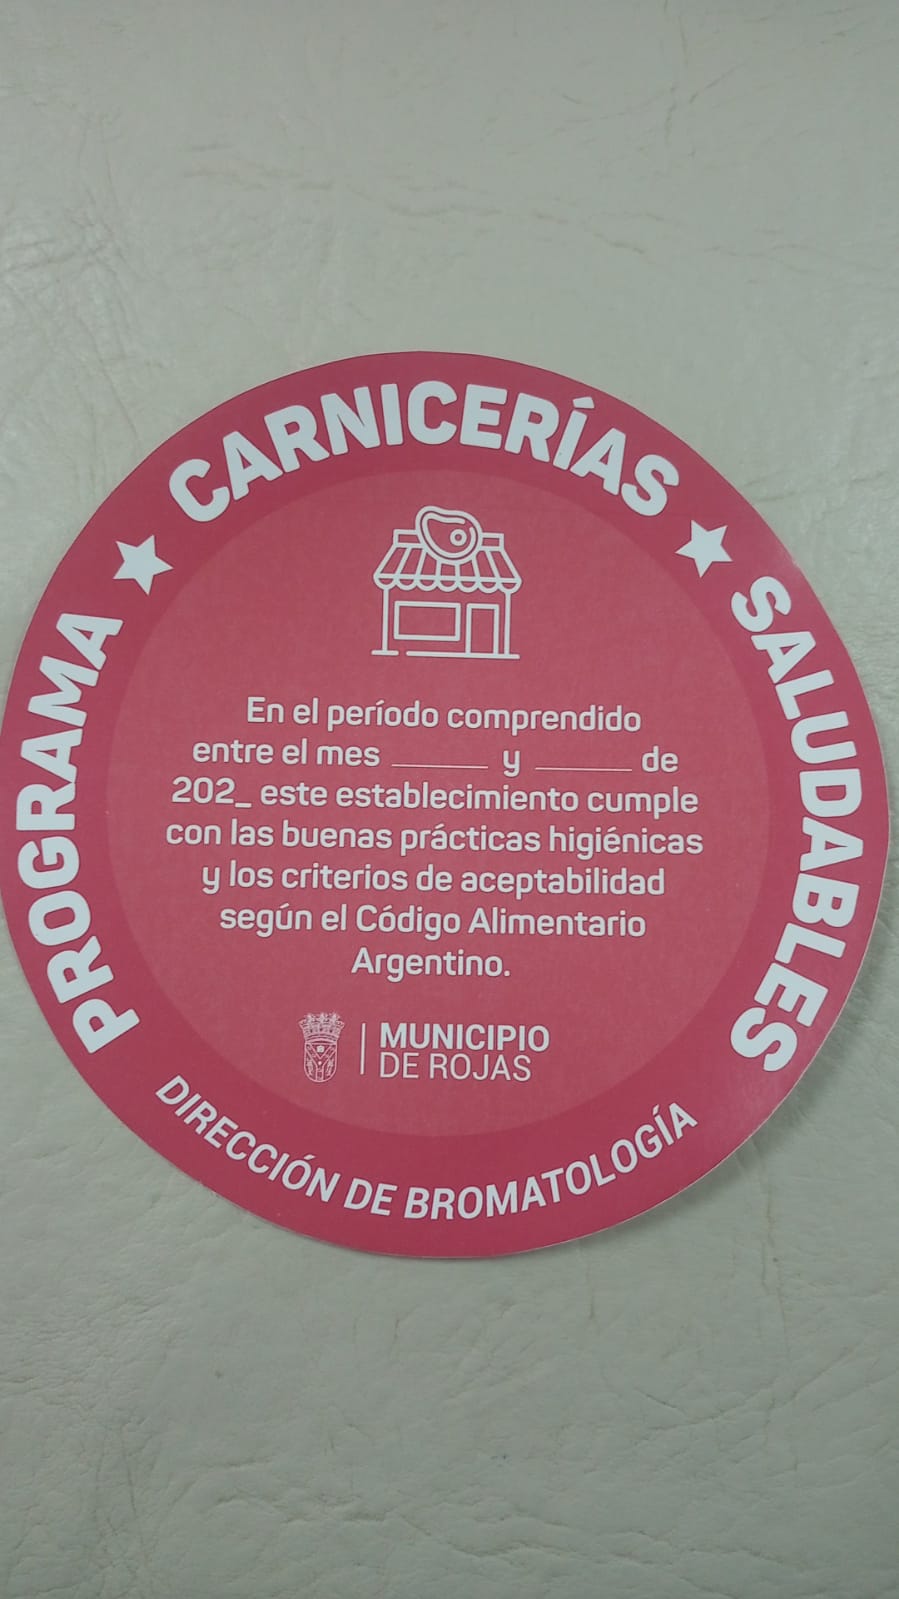 PROGRAMA ★ CARNICERÍAS ★ SALUDABLES
En el período comprendido
entre el mes ______ y ______ de
202_ este establecimiento cumple
con las buenas prácticas higiénicas
y los criterios de aceptabilidad
según el Código Alimentario
Argentino.
MUNICIPIO
DE ROJAS
DIRECCIÓN DE BROMATOLOGÍA